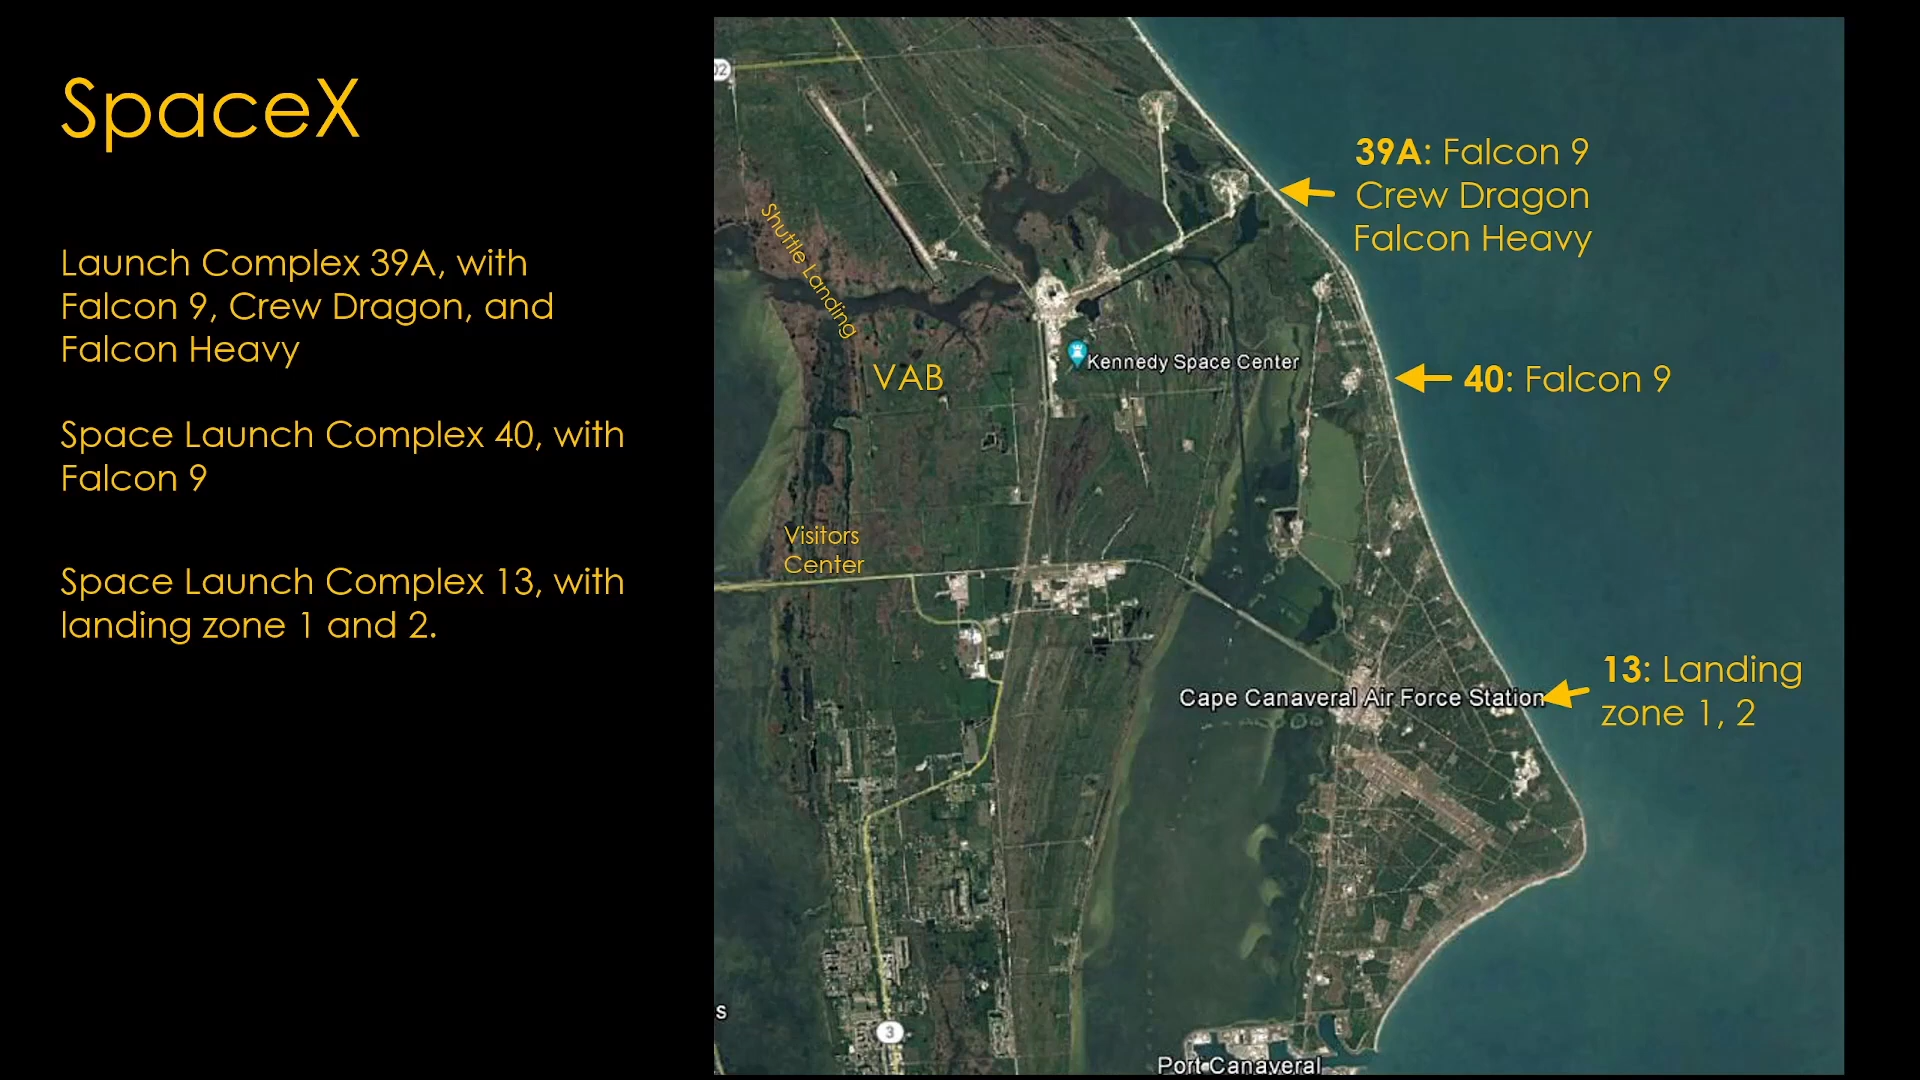 SpaceX
Launch Complex 39A, with
Falcon 9, Crew Dragon, and
Falcon Heavy
Space Launch Complex 40, with
Falcon 9
Space Launch Complex 13, with
landing zone 1 and 2.
02
Shuttle Landing
VAB
Kennedy Space Center
Visitors
Center
39A: Falcon 9
Crew Dragon
Falcon Heavy
40: Falcon 9
Cape Canaveral Air Force Station
13: Landing
zone 1, 2
s
3
Port Canaveral